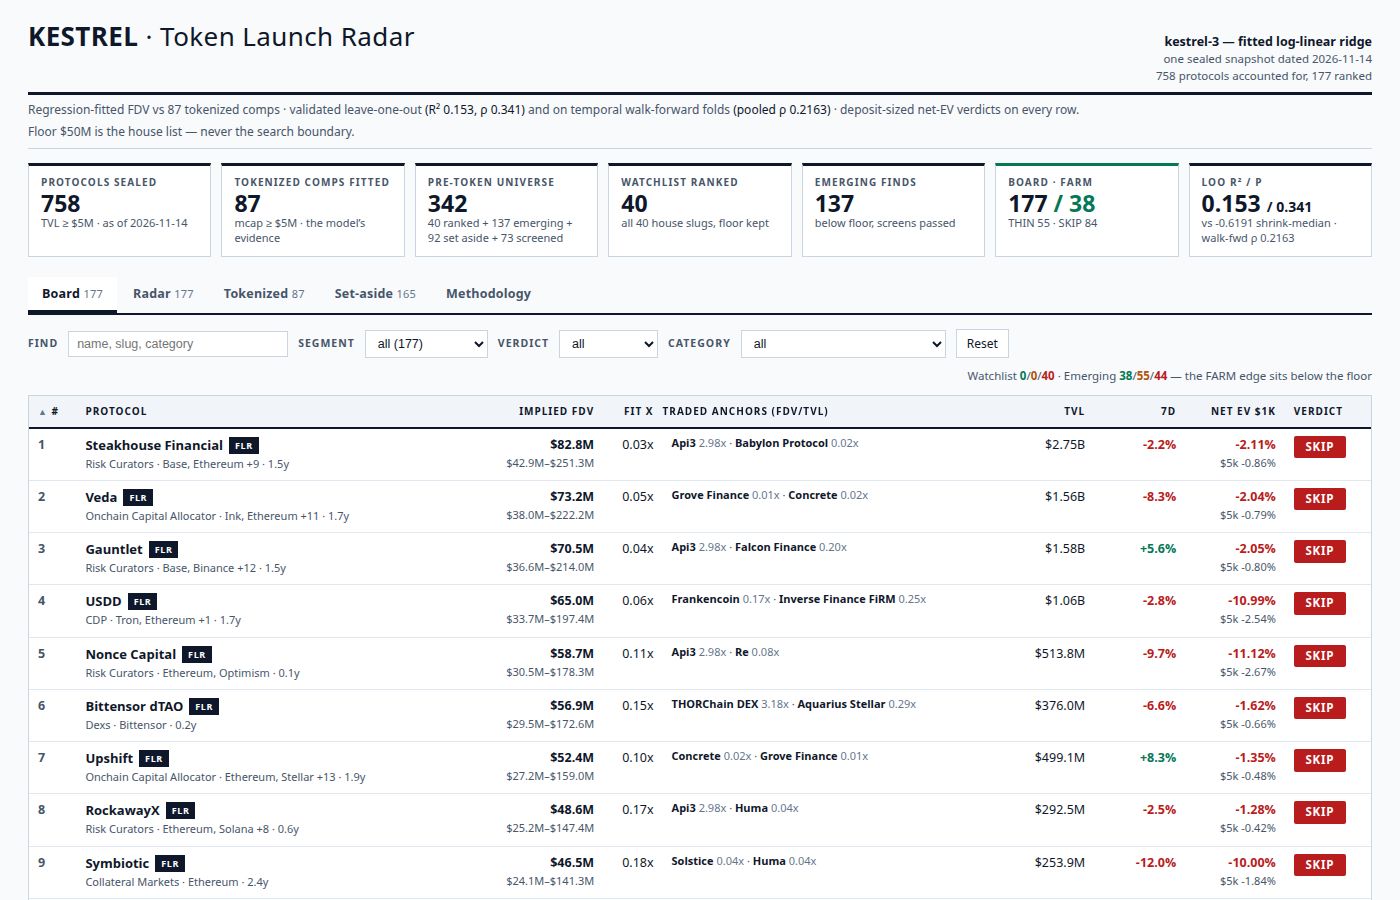 KESTREL · Token Launch Radar
kestrel-3 — fitted log-linear ridge
one sealed snapshot dated 2026-11-14
758 protocols accounted for, 177 ranked
Regression-fitted FDV vs 87 tokenized comps · validated leave-one-out (R² 0.153, ρ 0.341) and on temporal walk-forward folds (pooled ρ 0.2163) · deposit-sized net-EV verdicts on every row.
Floor $50M is the house list — never the search boundary.
PROTOCOLS SEALED
758
TVL ≥ $5M · as of 2026-11-14
TOKENIZED COMPS FITTED
87
mcap ≥ $5M · the model's
evidence
PRE-TOKEN UNIVERSE
342
40 ranked + 137 emerging +
92 set aside + 73 screened
WATCHLIST RANKED
40
all 40 house slugs, floor kept
EMERGING FINDS
137
below floor, screens passed
BOARD · FARM
177 / 38
THIN 55 · SKIP 84
LOO R² / Ρ
0.153 / 0.341
vs -0.6191 shrink-median ·
walk-fwd ρ 0.2163
Board 177 Radar 177 Tokenized 87 Set-aside 165 Methodology
FIND name, slug, category SEGMENT all (177) VERDICT all CATEGORY all Reset
Watchlist 0/0/40 · Emerging 38/55/44 — the FARM edge sits below the floor
▲ # PROTOCOL IMPLIED FDV FIT X TRADED ANCHORS (FDV/TVL) TVL 7D NET EV $1K VERDICT
1 Steakhouse Financial FLR $82.8M 0.03x Api3 2.98x · Babylon Protocol 0.02x $2.75B -2.2% -2.11% SKIP
Risk Curators · Base, Ethereum +9 · 1.5y $42.9M–$251.3M $5k -0.86%
2 Veda FLR $73.2M 0.05x Grove Finance 0.01x · Concrete 0.02x $1.56B -8.3% -2.04% SKIP
Onchain Capital Allocator · Ink, Ethereum +11 · 1.7y $38.0M–$222.2M $5k -0.79%
3 Gauntlet FLR $70.5M 0.04x Api3 2.98x · Falcon Finance 0.20x $1.58B +5.6% -2.05% SKIP
Risk Curators · Base, Binance +12 · 1.5y $36.6M–$214.0M $5k -0.80%
4 USDD FLR $65.0M 0.06x Frankencoin 0.17x · Inverse Finance FiRM 0.25x $1.06B -2.8% -10.99% SKIP
CDP · Tron, Ethereum +1 · 1.7y $33.7M–$197.4M $5k -2.54%
5 Nonce Capital FLR $58.7M 0.11x Api3 2.98x · Re 0.08x $513.8M -9.7% -11.12% SKIP
Risk Curators · Ethereum, Optimism · 0.1y $30.5M–$178.3M $5k -2.67%
6 Bittensor dTAO FLR $56.9M 0.15x THORChain DEX 3.18x · Aquarius Stellar 0.29x $376.0M -6.6% -1.62% SKIP
Dexs · Bittensor · 0.2y $29.5M–$172.6M $5k -0.66%
7 Upshift FLR $52.4M 0.10x Concrete 0.02x · Grove Finance 0.01x $499.1M +8.3% -1.35% SKIP
Onchain Capital Allocator · Ethereum, Stellar +13 · 1.9y $27.2M–$159.0M $5k -0.48%
8 RockawayX FLR $48.6M 0.17x Api3 2.98x · Huma 0.04x $292.5M -2.5% -1.28% SKIP
Risk Curators · Ethereum, Solana +8 · 0.6y $25.2M–$147.4M $5k -0.42%
9 Symbiotic FLR $46.5M 0.18x Solstice 0.04x · Huma 0.04x $253.9M -12.0% -10.00% SKIP
Collateral Markets · Ethereum · 2.4y $24.1M–$141.3M $5k -1.84%